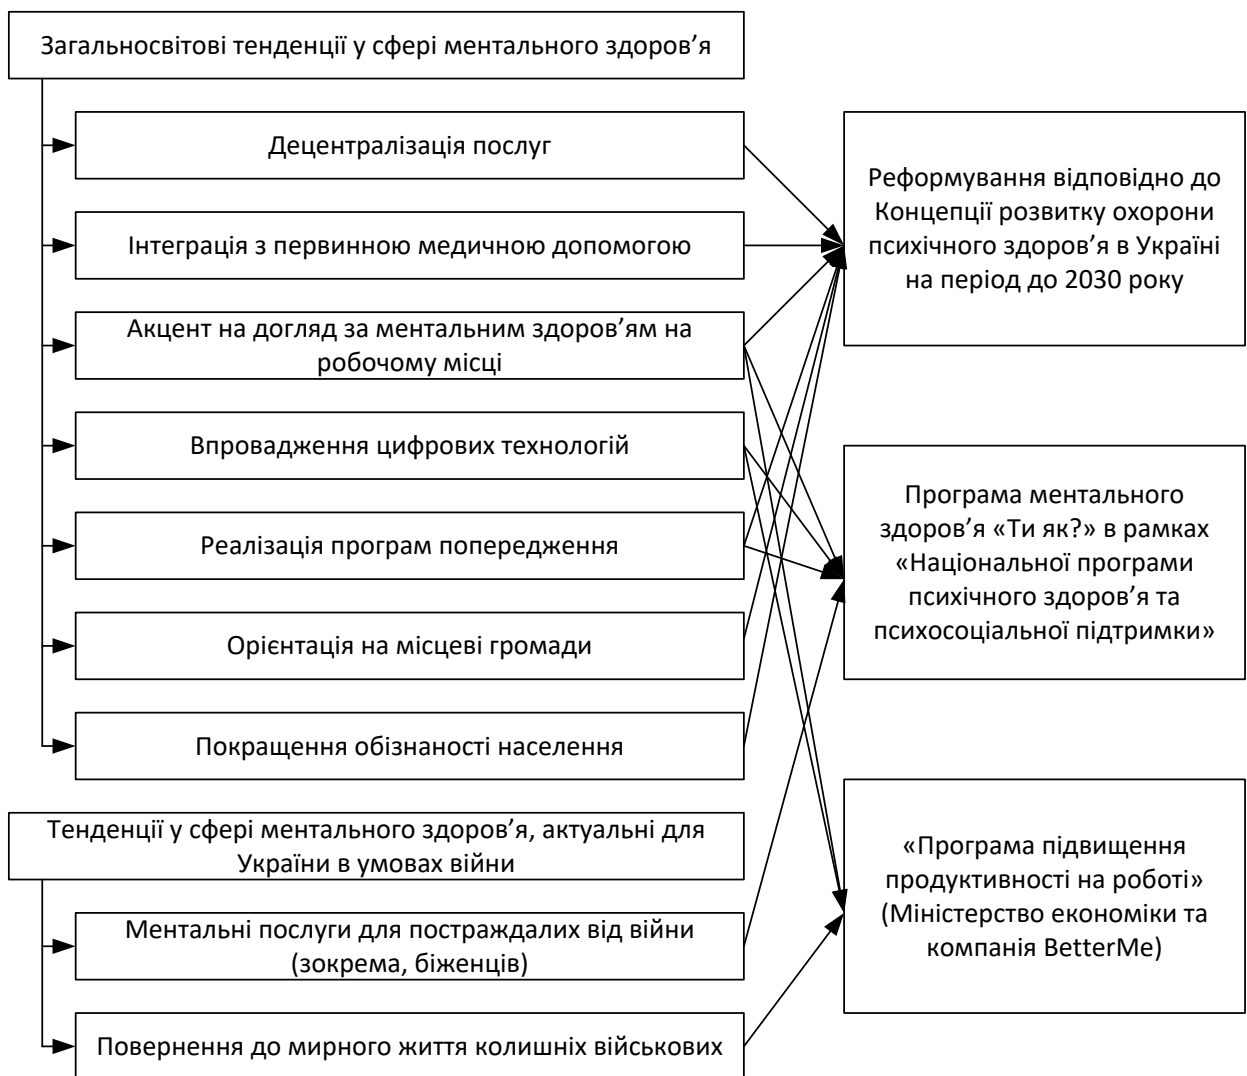 Загальносвітові тенденції у сфері ментального здоров’я
Децентралізація послуг
Інтеграція з первинною медичною допомогою
Акцент на догляд за ментальним здоров’ям на
робочому місці
Впровадження цифрових технологій
Реалізація програм попередження
Орієнтація на місцеві громади
Покращення обізнаності населення
Тенденції у сфері ментального здоров’я, актуальні для
України в умовах війни
Ментальні послуги для постраждалих від війни
(зокрема, біженців)
Повернення до мирного життя колишніх військових
Реформування відповідно до
Концепції розвитку охорони
психічного здоров’я в Україні
на період до 2030 року
Програма ментального
здоров’я «Ти як?» в рамках
«Національної програми
психічного здоров’я та
психосоціальної підтримки»
«Програма підвищення
продуктивності на роботі»
(Міністерство економіки та
компанія BetterMe)